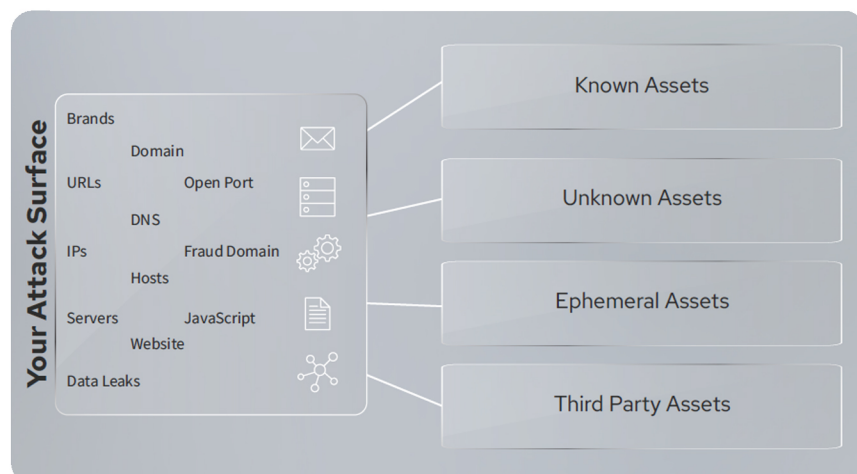 Your Attack Surface
Brands
Domain
URLs
Open Port
DNS
IPs
Fraud Domain
Hosts
Servers
JavaScript
Website
Data Leaks
Known Assets
Unknown Assets
Ephemeral Assets
Third Party Assets